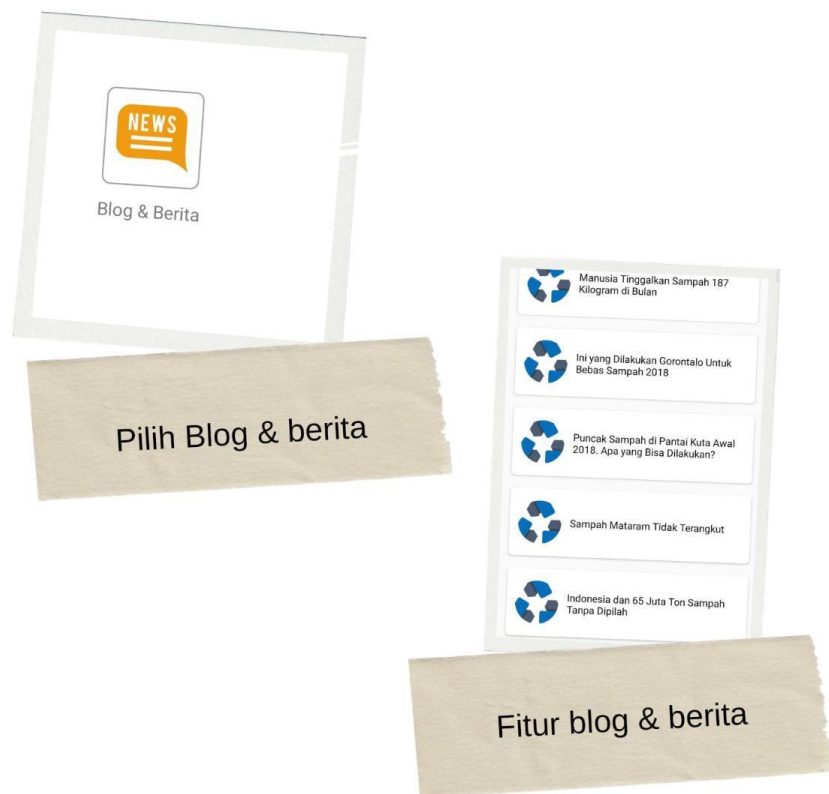 NEWS
Blog & Berita
Pilih Blog & berita
Manusia Tinggalkan Sampah 187
Kilogram di Bulan
Ini yang Dilakukan Gorontalo Untuk
Bebas Sampah 2018
Puncak Sampah di Pantai Kuta Awal
2018. Apa yang Bisa Dilakukan?
Sampah Mataram Tidak Terangkut
Indonesia dan 65 Juta Ton Sampah
Tanpa Dipilah
Fitur blog & berita